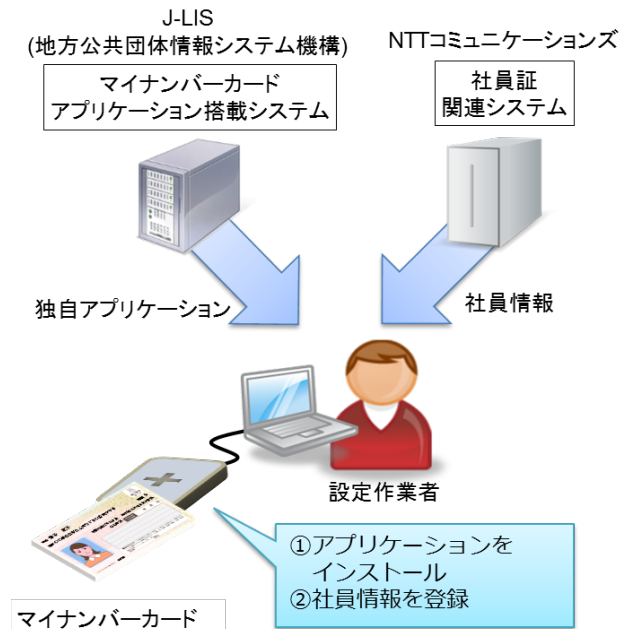 J-LIS
(地方公共団体情報システム機構)
マイナンバーカード
アプリケーション搭載システム
NTTコミュニケーションズ
社員証
関連システム
独自アプリケーション
社員情報
設定作業者
①アプリケーションを
インストール
②社員情報を登録
マイナンバーカード